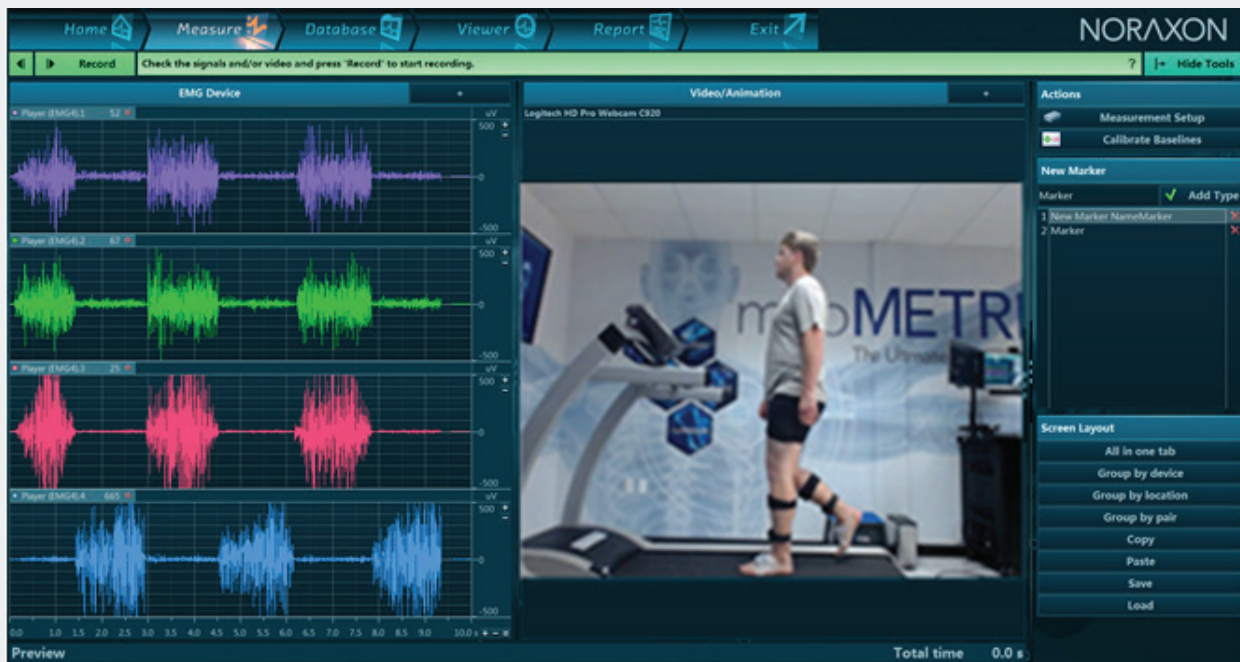 Home Measure Database Viewer Report Exit NORAXON
Record Check the signals and/or video and press 'Record' to start recording. ? Hide Tools
EMG Device + Video/Animation + Actions
Player (EMG4).1 52 uV Logitech HD Pro Webcam C920 Measurement Setup
500 Calibrate Baselines
0 New Marker
-500 Marker Add Type
Player (EMG4).2 67 uV 1 New Marker NameMarker
500 2 Marker
0
-500
METRI
The Ultimate
Player (EMG4).3 25 uV
500
0
-500
Player (EMG4).4 665 uV
500
0
-500
Screen Layout
All in one tab
Group by device
Group by location
Group by pair
Copy
Paste
Save
Load
0.0 1.0 1.5 2.0 2.5 3.0 3.5 4.0 4.5 5.0 5.5 6.0 6.5 7.0 7.5 8.0 8.5 9.0 10.0 s
Preview Total time 0.0 s